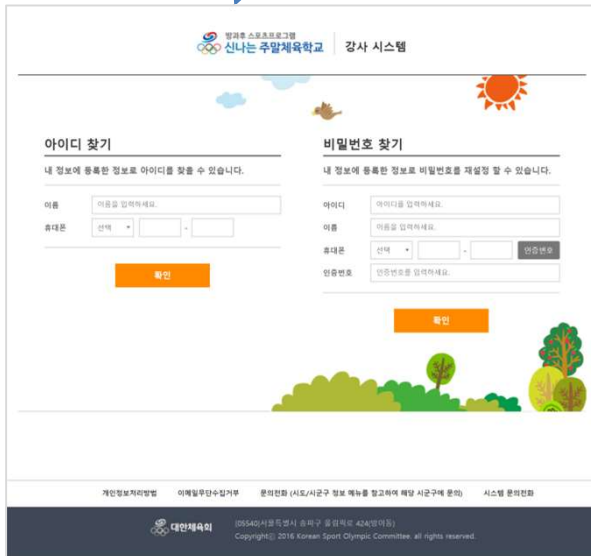 방과후 스포츠프로그램
신나는 주말체육학교 강사 시스템
아이디 찾기
내 정보에 등록한 정보로 아이디를 찾을 수 있습니다.
이름 이름을 입력하세요.
휴대폰 선택 -
확인
비밀번호 찾기
내 정보에 등록한 정보로 비밀번호를 재설정 할 수 있습니다.
아이디 아이디를 입력하세요.
이름 이름을 입력하세요.
휴대폰 선택 - 인증번호
인증번호 인증번호를 입력하세요.
확인
개인정보처리방법 이메일무단수집거부 문의전화 (시도/시군구 정보 메뉴를 참고하여 해당 시군구에 문의) 시스템 문의전화
대한체육회
(05540)서울특별시 송파구 올림픽로 424(방이동)
Copyrightⓒ 2016 Korean Sport Olympic Committee. all rights reserved.